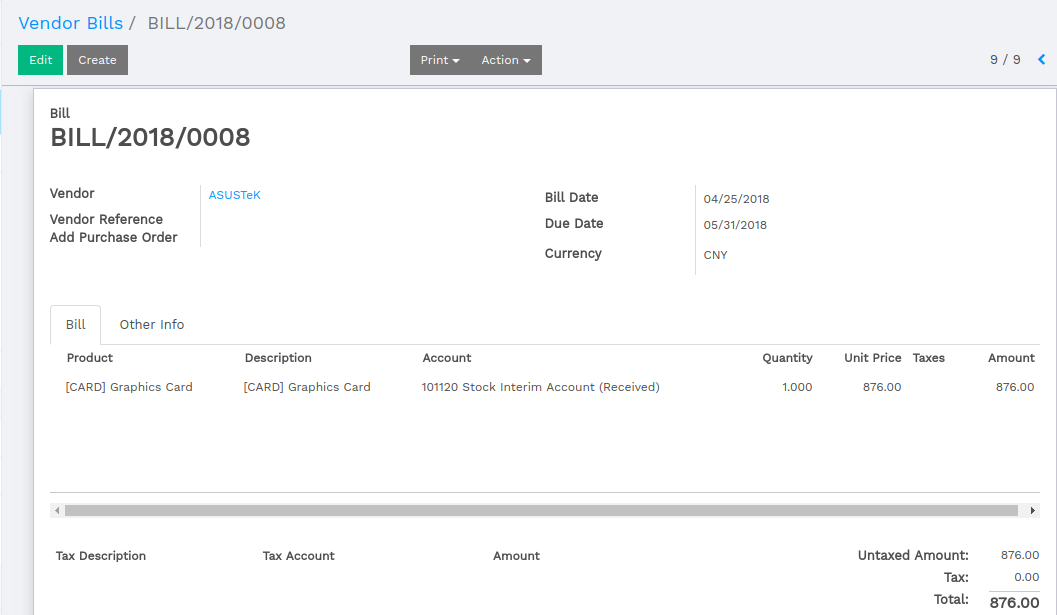 Vendor Bills / BILL/2018/0008
Edit Create Print Action 9 / 9
Bill
BILL/2018/0008
Vendor ASUSTeK
Vendor Reference
Add Purchase Order
Bill Date 04/25/2018
Due Date 05/31/2018
Currency CNY
Bill Other Info
Product Description Account Quantity Unit Price Taxes Amount
[CARD] Graphics Card [CARD] Graphics Card 101120 Stock Interim Account (Received) 1.000 876.00 876.00
Tax Description Tax Account Amount
Untaxed Amount: 876.00
Tax: 0.00
Total: 876.00